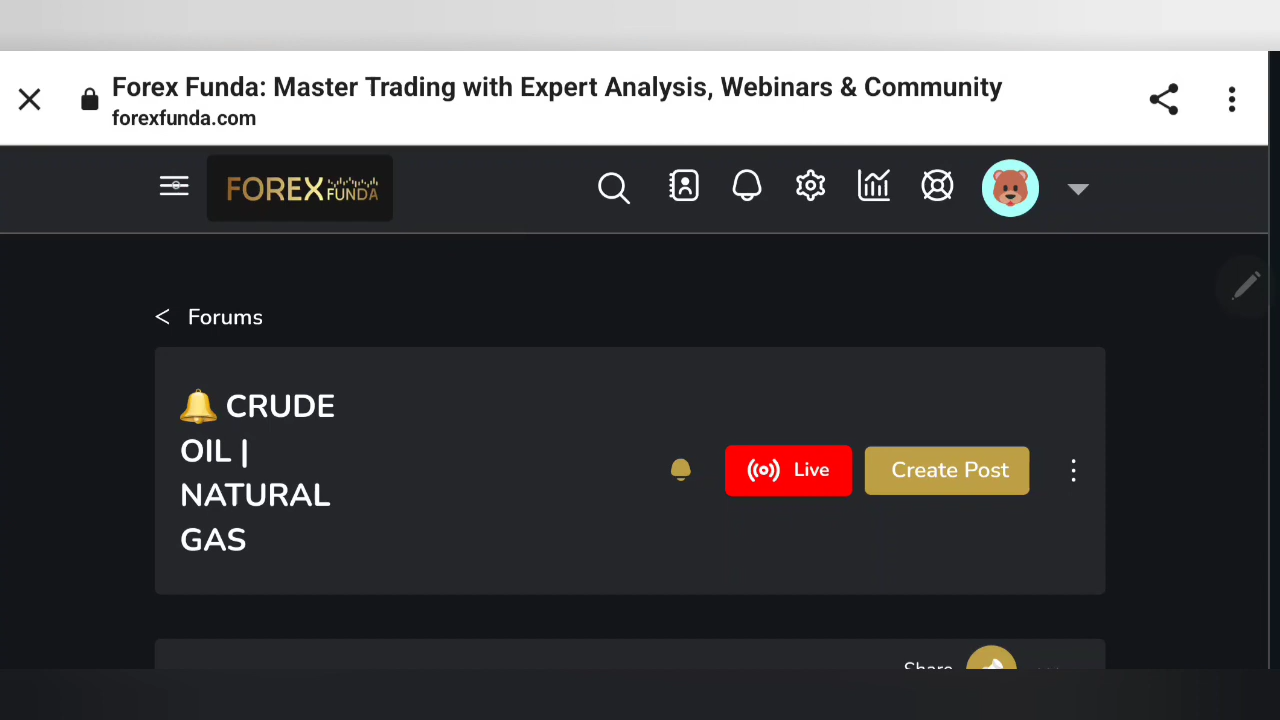 Forex Funda: Master Trading with Expert Analysis, Webinars & Community
forexfunda.com
FOREX FUNDA
< Forums
🔔 CRUDE
OIL |
NATURAL
GAS
Live
Create Post
Share